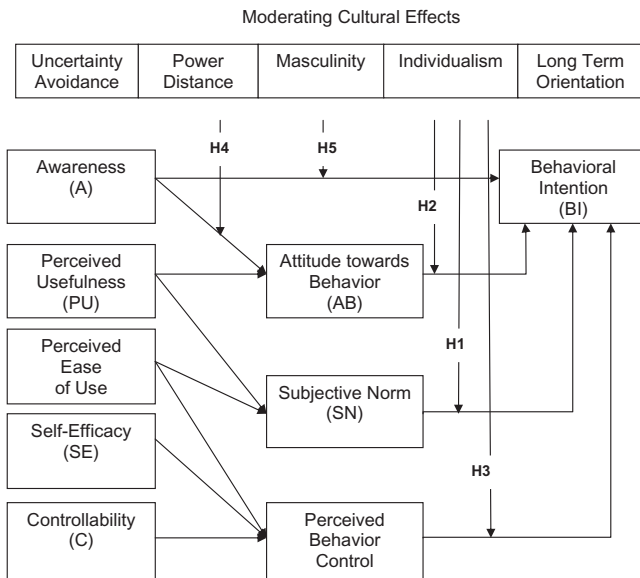 Moderating Cultural Effects
Uncertainty
Avoidance
Power
Distance
Masculinity
Individualism
Long Term
Orientation
H4
H5
H2
H1
H3
Awareness
(A)
Behavioral
Intention
(BI)
Perceived
Usefulness
(PU)
Attitude towards
Behavior
(AB)
Perceived
Ease
of Use
Subjective Norm
(SN)
Self-Efficacy
(SE)
Controllability
(C)
Perceived
Behavior
Control